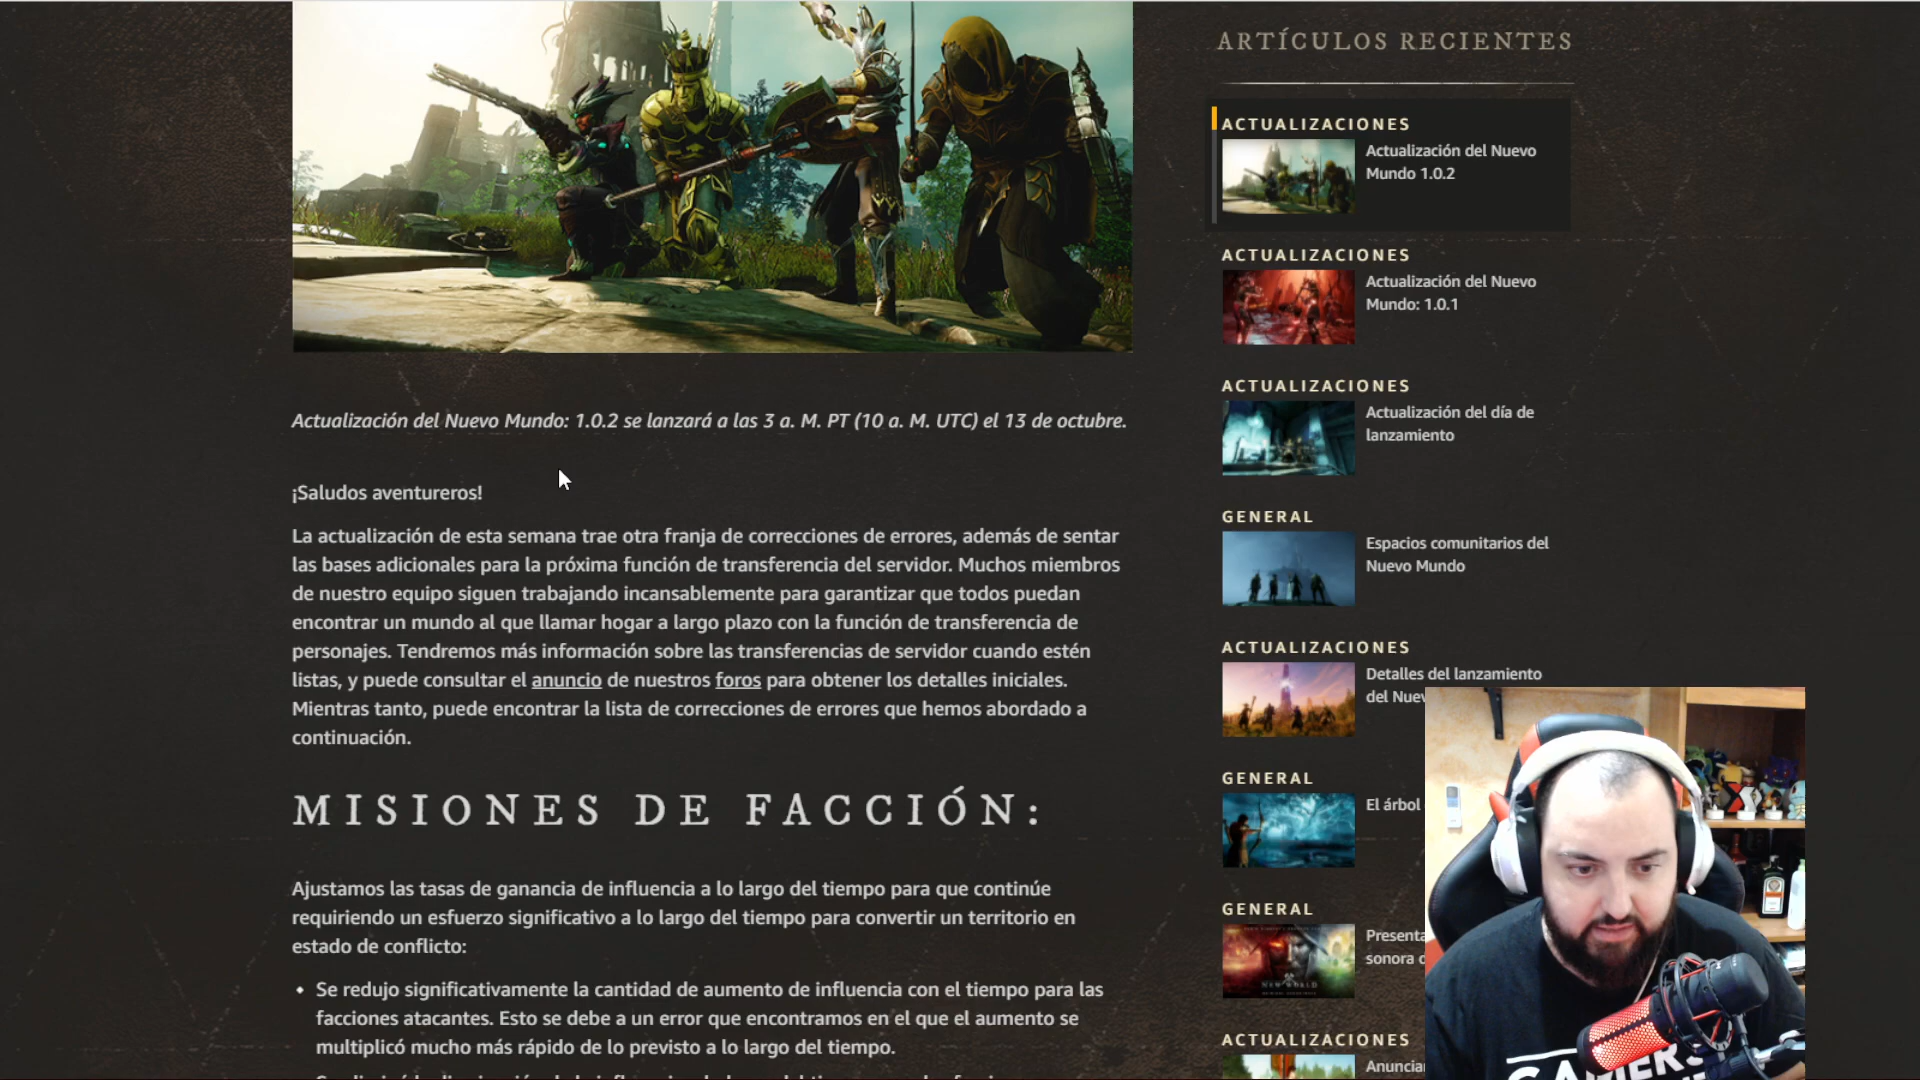 Actualización del Nuevo Mundo: 1.0.2 se lanzará a las 3 a. M. PT (10 a. M. UTC) el 13 de octubre.
¡Saludos aventureros!
La actualización de esta semana trae otra franja de correcciones de errores, además de sentar
las bases adicionales para la próxima función de transferencia del servidor. Muchos miembros
de nuestro equipo siguen trabajando incansablemente para garantizar que todos puedan
encontrar un mundo al que llamar hogar a largo plazo con la función de transferencia de
personajes. Tendremos más información sobre las transferencias de servidor cuando estén
listas, y puede consultar el anuncio de nuestros foros para obtener los detalles iniciales.
Mientras tanto, puede encontrar la lista de correcciones de errores que hemos abordado a
continuación.
MISIONES DE FACCIÓN:
Ajustamos las tasas de ganancia de influencia a lo largo del tiempo para que continúe
requiriendo un esfuerzo significativo a lo largo del tiempo para convertir un territorio en
estado de conflicto:
• Se redujo significativamente la cantidad de aumento de influencia con el tiempo para las
facciones atacantes. Esto se debe a un error que encontramos en el que el aumento se
multiplicó mucho más rápido de lo previsto a lo largo del tiempo.
ARTÍCULOS RECIENTES
ACTUALIZACIONES
Actualización del Nuevo
Mundo 1.0.2
ACTUALIZACIONES
Actualización del Nuevo
Mundo: 1.0.1
ACTUALIZACIONES
Actualización del día de
lanzamiento
GENERAL
Espacios comunitarios del
Nuevo Mundo
ACTUALIZACIONES
Detalles del lanzamiento
del
GENERAL
El árbol
GENERAL
NEW WORLD
sonora
ACTUALIZACIONES